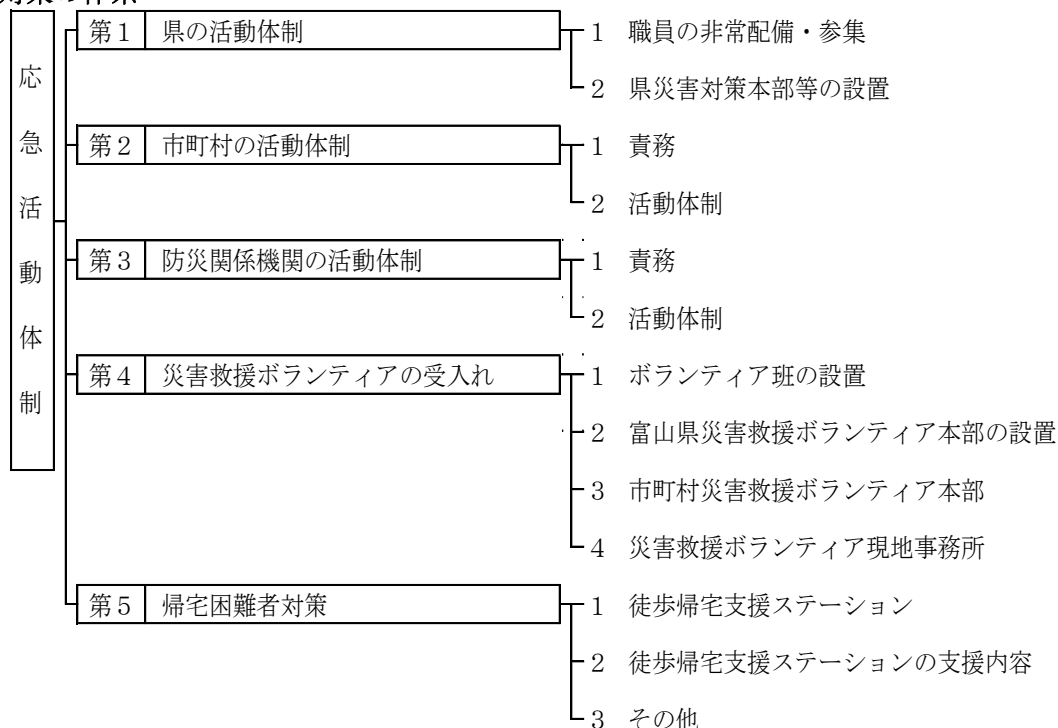 応急活動体制
第１ 県の活動体制
１ 職員の非常配備・参集
２ 県災害対策本部等の設置
第２ 市町村の活動体制
１ 責務
２ 活動体制
第３ 防災関係機関の活動体制
１ 責務
２ 活動体制
第４ 災害救援ボランティアの受入れ
１ ボランティア班の設置
２ 富山県災害救援ボランティア本部の設置
３ 市町村災害救援ボランティア本部
４ 災害救援ボランティア現地事務所
第５ 帰宅困難者対策
１ 徒歩帰宅支援ステーション
２ 徒歩帰宅支援ステーションの支援内容
３ その他